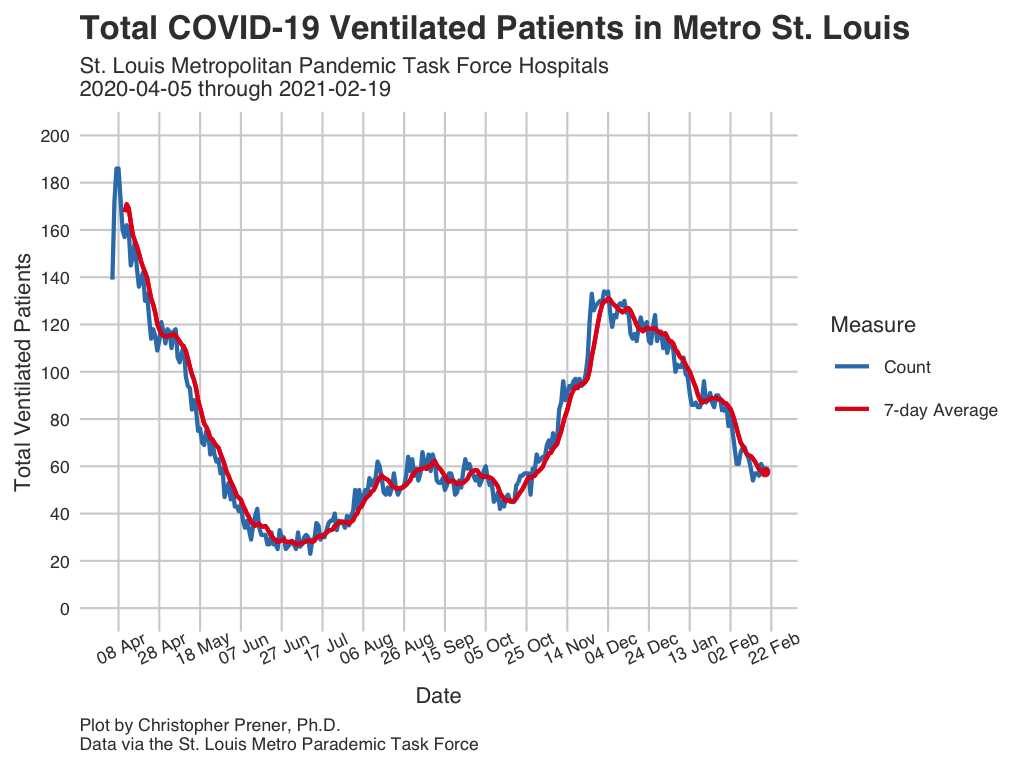 Total COVID-19 Ventilated Patients in Metro St. Louis
St. Louis Metropolitan Pandemic Task Force Hospitals
2020-04-05 through 2021-02-19
Total Ventilated Patients
200
180
160
140
120
100
80
60
40
20
0
08 Apr
28 Apr
18 May
07 Jun
27 Jun
17 Jul
06 Aug
26 Aug
15 Sep
05 Oct
25 Oct
14 Nov
04 Dec
24 Dec
13 Jan
02 Feb
22 Feb
Date
Measure
Count
7-day Average
Plot by Christopher Prener, Ph.D.
Data via the St. Louis Metro Parademic Task Force